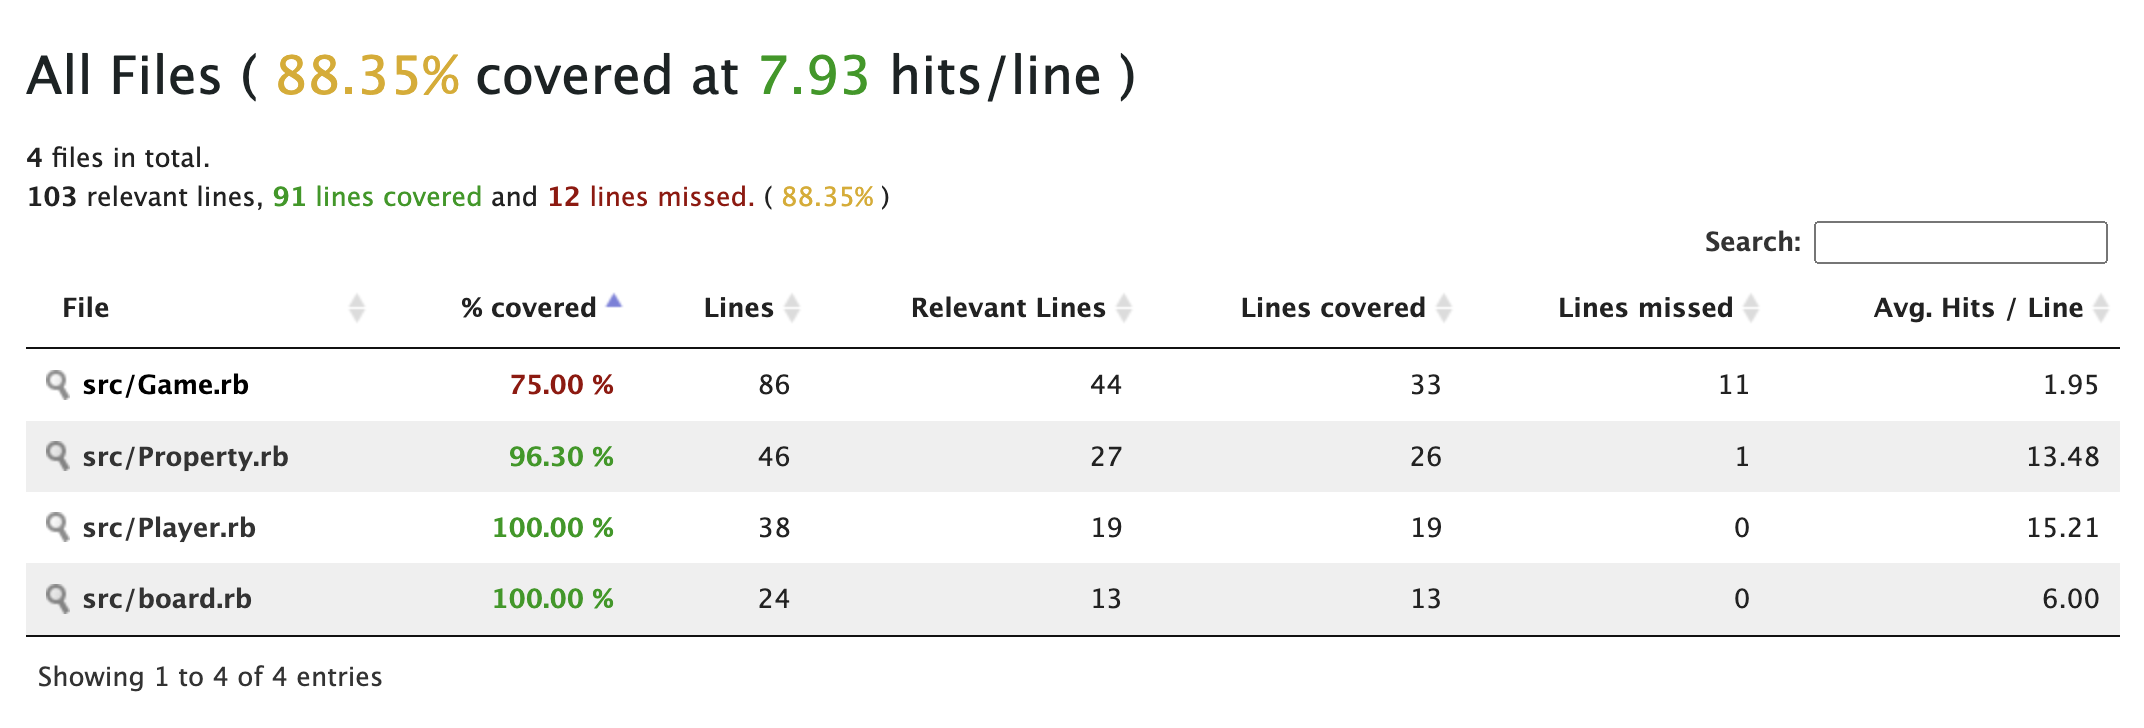 All Files ( 88.35% covered at 7.93 hits/line )
4 files in total.
103 relevant lines, 91 lines covered and 12 lines missed. ( 88.35% )
Search:
File % covered Lines Relevant Lines Lines covered Lines missed Avg. Hits / Line
src/Game.rb 75.00 % 86 44 33 11 1.95
src/Property.rb 96.30 % 46 27 26 1 13.48
src/Player.rb 100.00 % 38 19 19 0 15.21
src/board.rb 100.00 % 24 13 13 0 6.00
Showing 1 to 4 of 4 entries